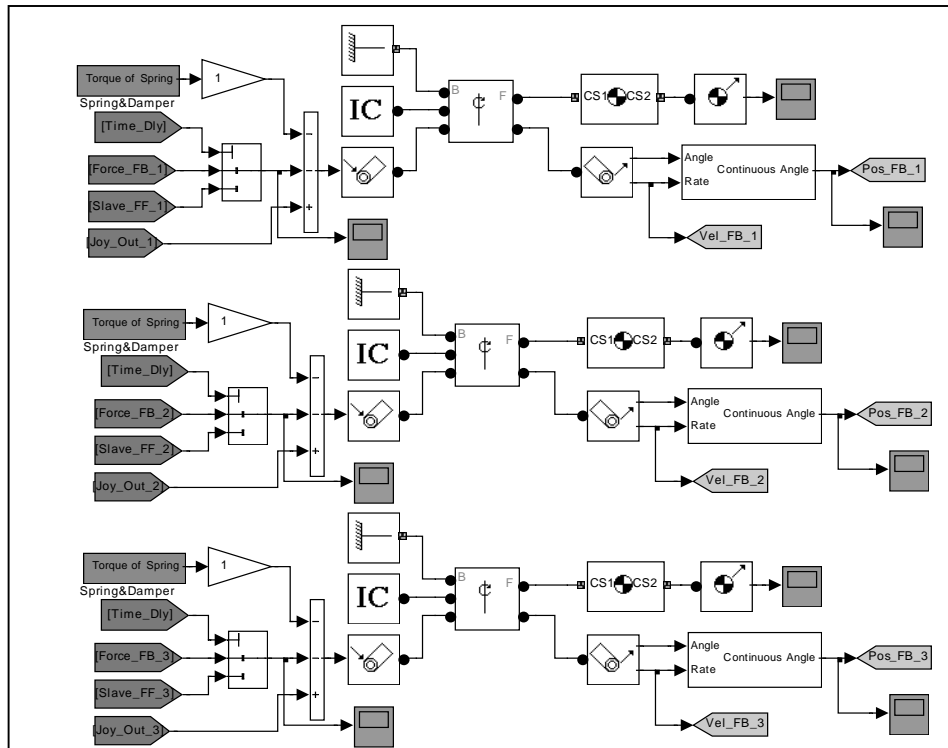 Torque of Spring
1
Spring&Damper
[Time_Dly]
[Force_FB_1]
[Slave_FF_1]
[Joy_Out_1]
IC
B
F
CS1
CS2
Angle
Rate
Continuous Angle
Pos_FB_1
Vel_FB_1
Torque of Spring
1
Spring&Damper
[Time_Dly]
[Force_FB_2]
[Slave_FF_2]
[Joy_Out_2]
IC
B
F
CS1
CS2
Angle
Rate
Continuous Angle
Pos_FB_2
Vel_FB_2
Torque of Spring
1
Spring&Damper
[Time_Dly]
[Force_FB_3]
[Slave_FF_3]
[Joy_Out_3]
IC
B
F
CS1
CS2
Angle
Rate
Continuous Angle
Pos_FB_3
Vel_FB_3